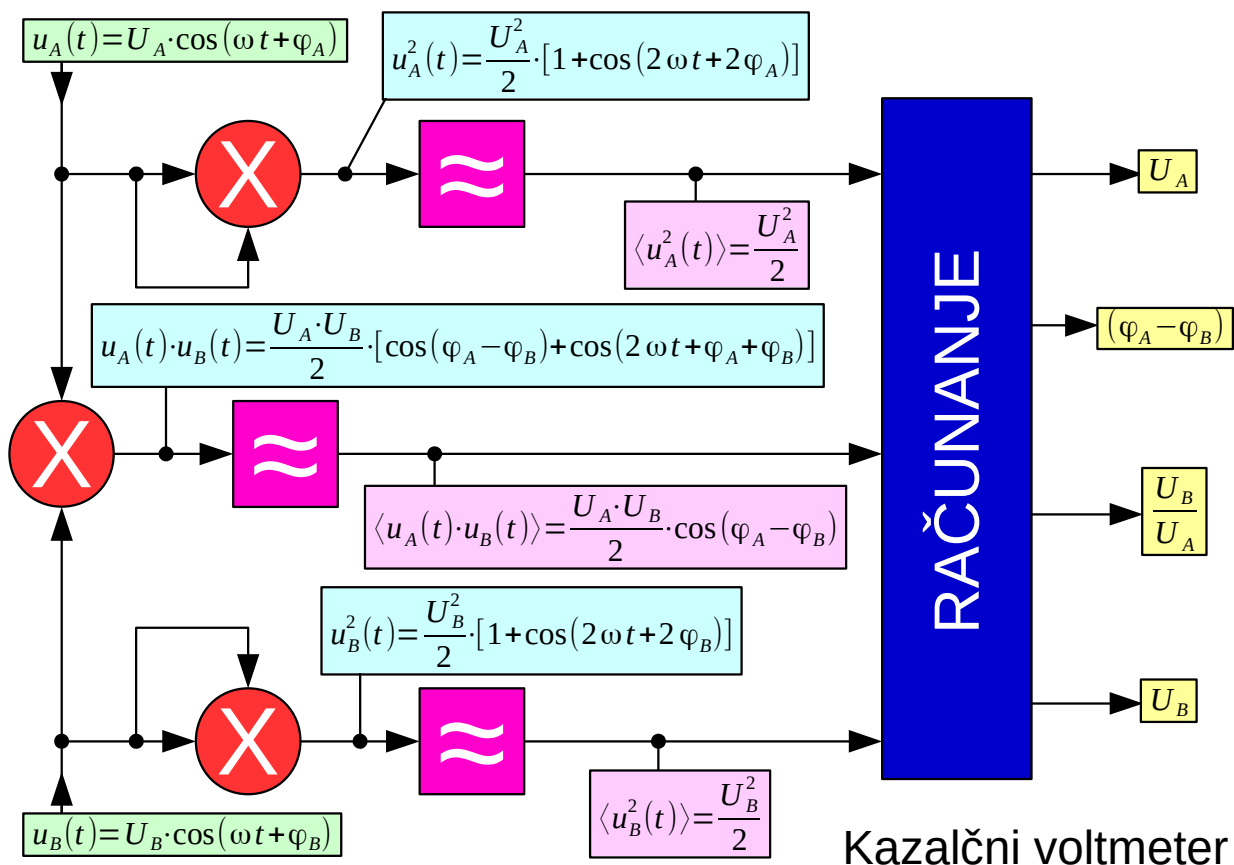 u_A(t)=U_A·cos(ωt+φ_A)
u_A^2(t)=U_A^2/2·[1+cos(2ωt+2φ_A)]
X
≈
⟨u_A^2(t)⟩=U_A^2/2
U_A
u_A(t)·u_B(t)=U_A·U_B/2·[cos(φ_A−φ_B)+cos(2ωt+φ_A+φ_B)]
(φ_A−φ_B)
X
≈
⟨u_A(t)·u_B(t)⟩=U_A·U_B/2·cos(φ_A−φ_B)
RAČUNANJE
U_B/U_A
u_B^2(t)=U_B^2/2·[1+cos(2ωt+2φ_B)]
X
≈
U_B
⟨u_B^2(t)⟩=U_B^2/2
u_B(t)=U_B·cos(ωt+φ_B)
Kazalčni voltmeter